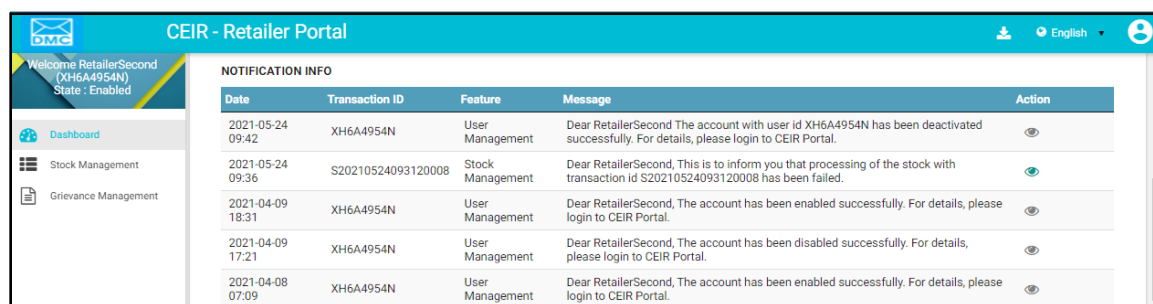 DMC
CEIR - Retailer Portal
English
Welcome RetailerSecond
(XH6A4954N)
State : Enabled
Dashboard
Stock Management
Grievance Management
NOTIFICATION INFO
Date Transaction ID Feature Message Action
2021-05-24
09:42
XH6A4954N
User
Management
Dear RetailerSecond The account with user id XH6A4954N has been deactivated
successfully. For details, please login to CEIR Portal.
2021-05-24
09:36
S20210524093120008
Stock
Management
Dear RetailerSecond, This is to inform you that processing of the stock with
transaction id S20210524093120008 has been failed.
2021-04-09
18:31
XH6A4954N
User
Management
Dear RetailerSecond, The account has been enabled successfully. For details, please
login to CEIR Portal.
2021-04-09
17:21
XH6A4954N
User
Management
Dear RetailerSecond, The account has been disabled successfully. For details,
please login to CEIR Portal.
2021-04-08
07:09
XH6A4954N
User
Management
Dear RetailerSecond, The account has been enabled successfully. For details, please
login to CEIR Portal.